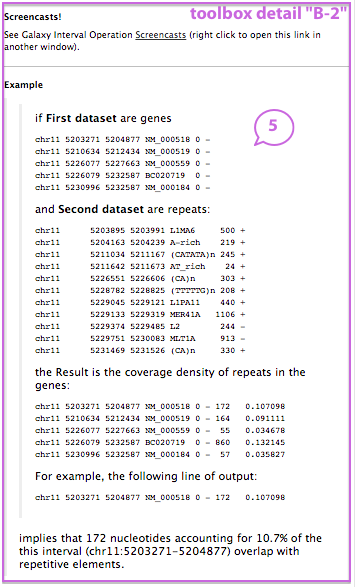 toolbox detail "B-2"
Screencasts!
See Galaxy Interval Operation Screencasts (right click to open this link in
another window).
Example
if First dataset are genes
5
chr11 5203271 5204877 NM_000518 0 -
chr11 5210634 5212434 NM_000519 0 -
chr11 5226077 5227663 NM_000559 0 -
chr11 5226079 5232587 BC020719 0 -
chr11 5230996 5232587 NM_000184 0 -
and Second dataset are repeats:
chr11 5203895 5203991 L1MA6 500 +
chr11 5204163 5204239 A-rich 219 +
chr11 5211034 5211167 (CATATA)n 245 +
chr11 5211642 5211673 AT_rich 24 +
chr11 5226551 5226606 (CA)n 303 +
chr11 5228782 5228825 (TTTTTG)n 208 +
chr11 5229045 5229121 L1PA11 440 +
chr11 5229133 5229319 MER41A 1106 +
chr11 5229374 5229485 L2 244 -
chr11 5229751 5230083 MLT1A 913 -
chr11 5231469 5231526 (CA)n 330 +
the Result is the coverage density of repeats in the
genes:
chr11 5203271 5204877 NM_000518 0 - 172 0.107098
chr11 5210634 5212434 NM_000519 0 - 164 0.091111
chr11 5226077 5227663 NM_000559 0 - 55 0.034678
chr11 5226079 5232587 BC020719 0 - 860 0.132145
chr11 5230996 5232587 NM_000184 0 - 57 0.035827
For example, the following line of output:
chr11 5203271 5204877 NM_000518 0 - 172 0.107098
implies that 172 nucleotides accounting for 10.7% of the
this interval (chr11:5203271-5204877) overlap with
repetitive elements.